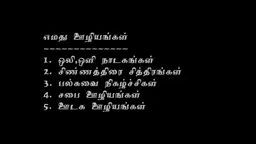 எமது ஊழியங்கள்
~~~~~~~~~~~~~~
1. ஒலி,ஒளி நாடகங்கள்
2. சின்னத்திரை சித்திரங்கள்
3. பல்சுவை நிகழ்ச்சிகள்
4. சபை ஊழியங்கள்
5. ஊடக ஊழியங்கள்